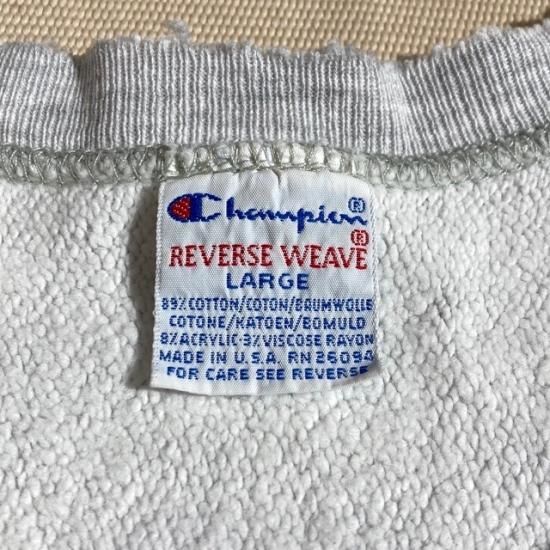 Champion®
REVERSE WEAVE®
LARGE
89% COTTON/COTON/BAUMWOLLE
COTONE/KATOEN/BOMULD
8% ACRYLIC-3% VISCOSE RAYON
MADE IN U.S.A. RN 26094
FOR CARE SEE REVERSE